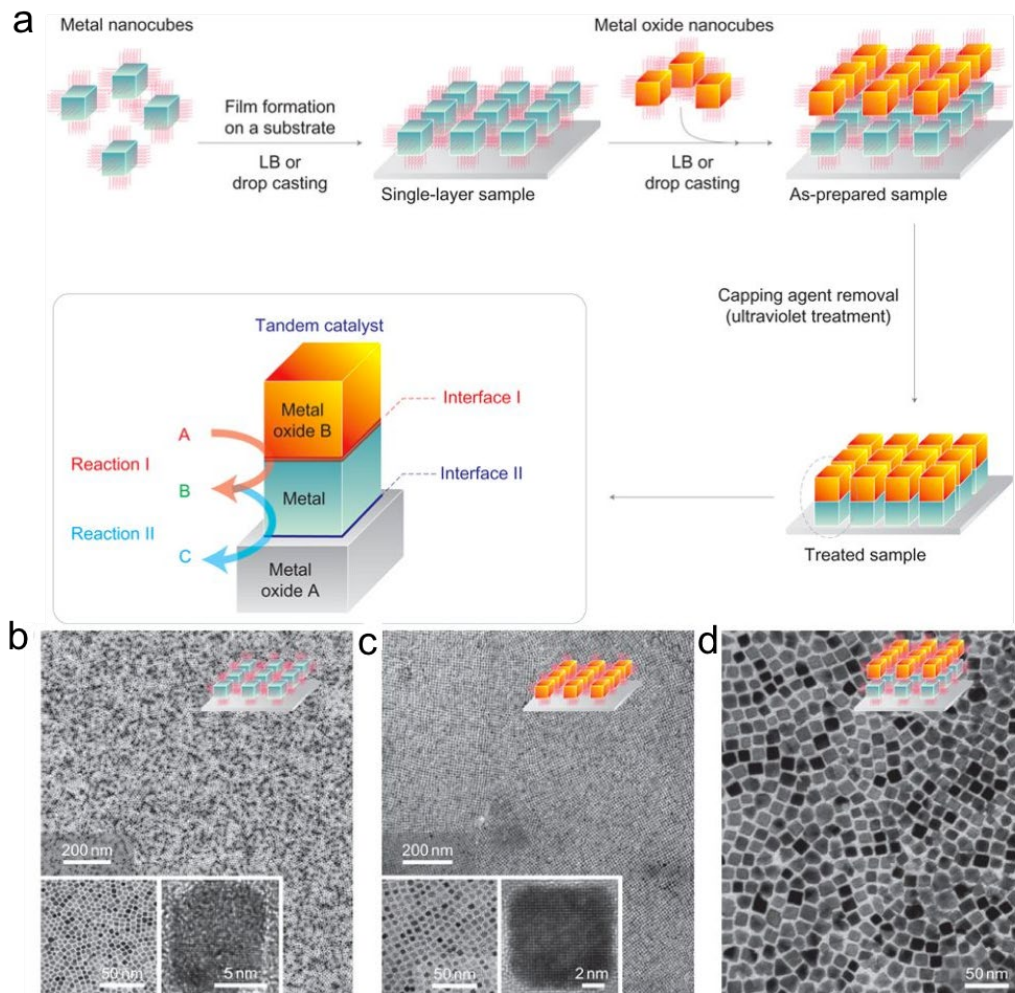 a
Metal nanocubes
Metal oxide nanocubes
Film formation
on a substrate
LB or
drop casting
Single-layer sample
LB or
drop casting
As-prepared sample
Capping agent removal
(ultraviolet treatment)
Tandem catalyst
Metal
oxide B
Interface I
A
Reaction I
B
Metal
Interface II
Reaction II
C
Metal
oxide A
Treated sample
b
200 nm
50 nm
5 nm
c
200 nm
50 nm
2 nm
d
50 nm